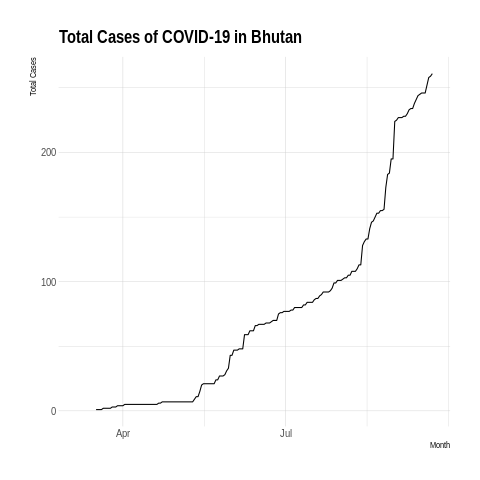 Total Cases of COVID-19 in Bhutan
Total Cases
200
100
0
Apr
Jul
Month